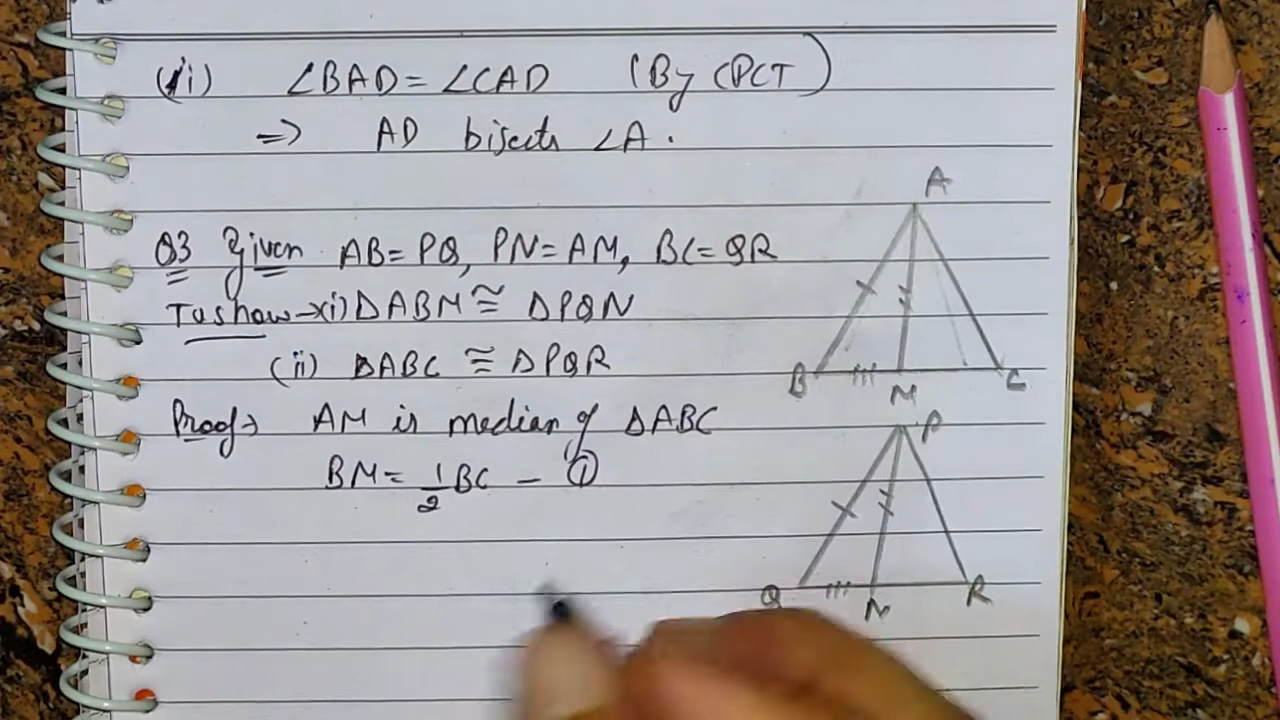 (ii) ∠BAD = ∠CAD (By CPCT)
⇒ AD bisects ∠A.
Q3 Given AB = PQ, PN = AM, BC = QR
To show → (i) ΔABM ≅ ΔPQN
(ii) ΔABC ≅ ΔPQR
Proof → AM is median of ΔABC
BM = 1/2 BC – ①
A
B
M
C
P
Q
N
R